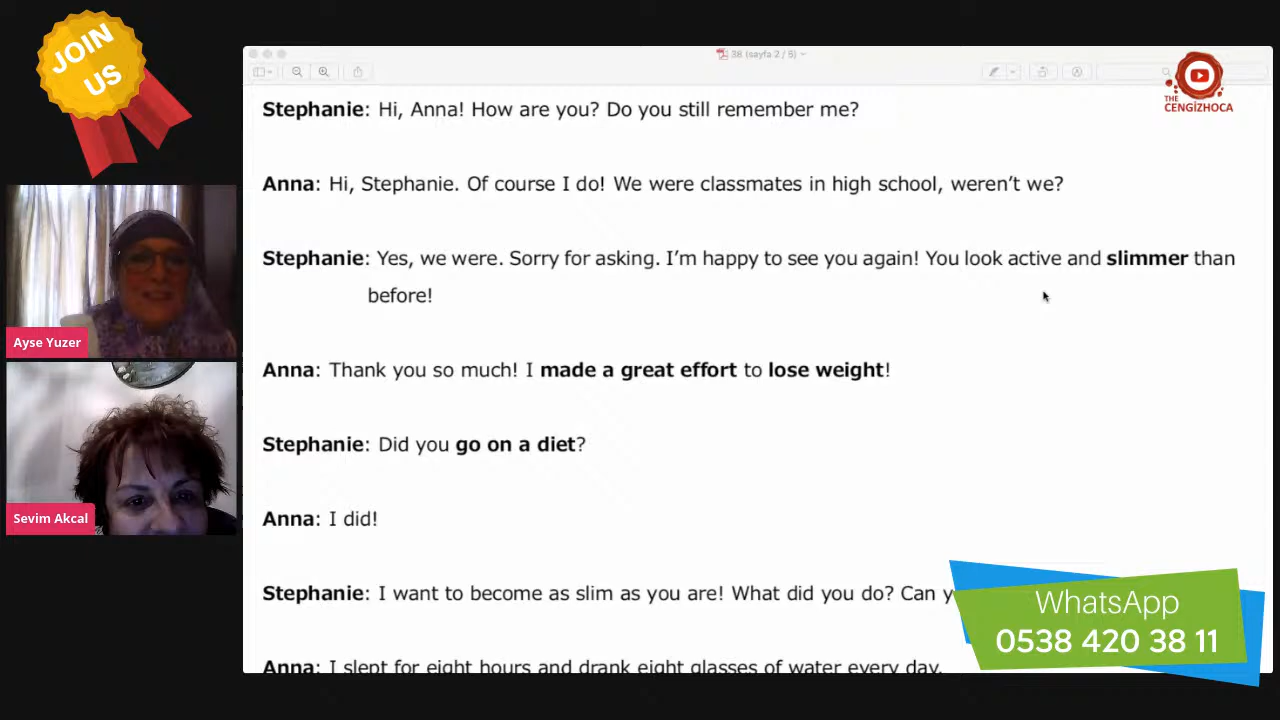 JOIN
US
38 (sayfa 2 / 5)
THE
CENGİZHOCA
Stephanie: Hi, Anna! How are you? Do you still remember me?
Anna: Hi, Stephanie. Of course I do! We were classmates in high school, weren't we?
Stephanie: Yes, we were. Sorry for asking. I'm happy to see you again! You look active and slimmer than
before!
Anna: Thank you so much! I made a great effort to lose weight!
Stephanie: Did you go on a diet?
Anna: I did!
Stephanie: I want to become as slim as you are! What did you do? Can
Anna: I slept for eight hours and drank eight glasses of water every day.
Ayse Yuzer
Sevim Akcal
WhatsApp
0538 420 38 11